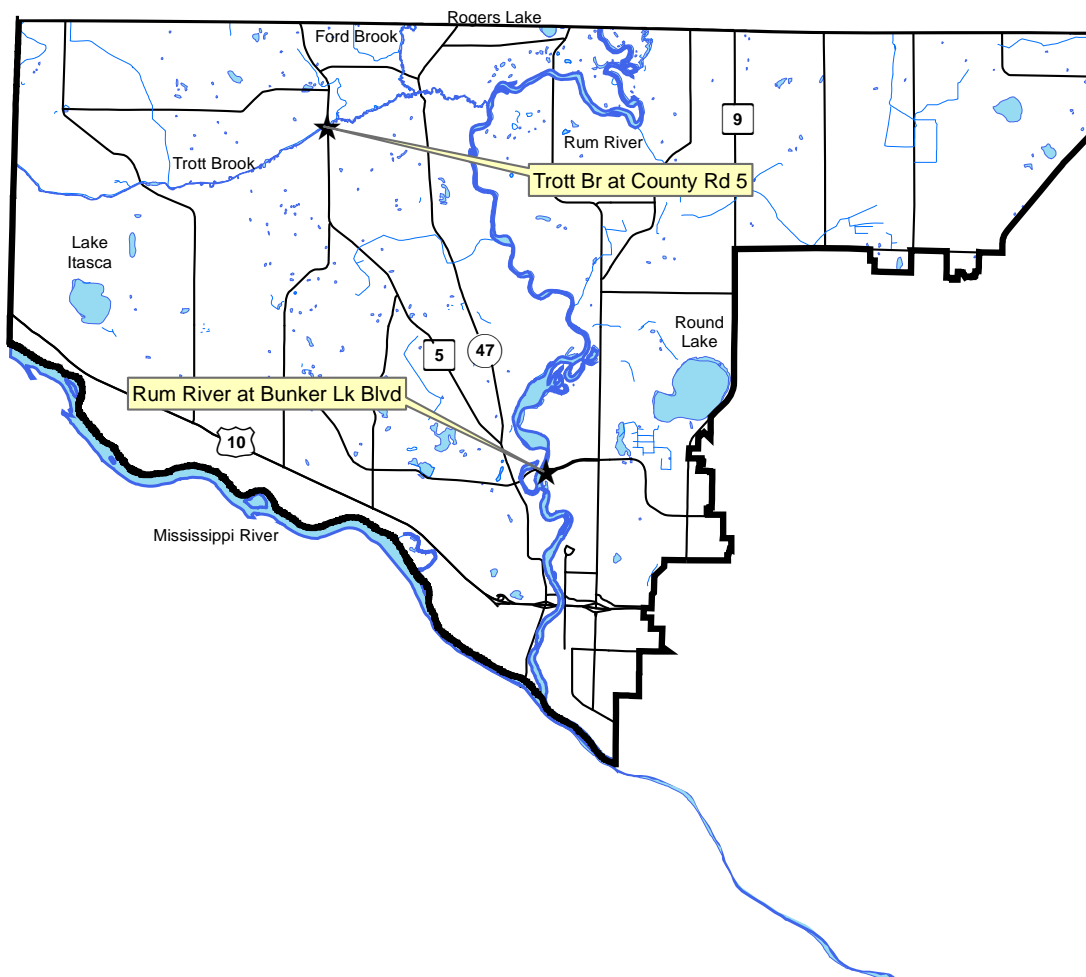 Rogers Lake
Ford Brook
9
Rum River
Trott Brook
Trott Br at County Rd 5
Lake
Itasca
Round
Lake
47
5
Rum River at Bunker Lk Blvd
10
Mississippi River